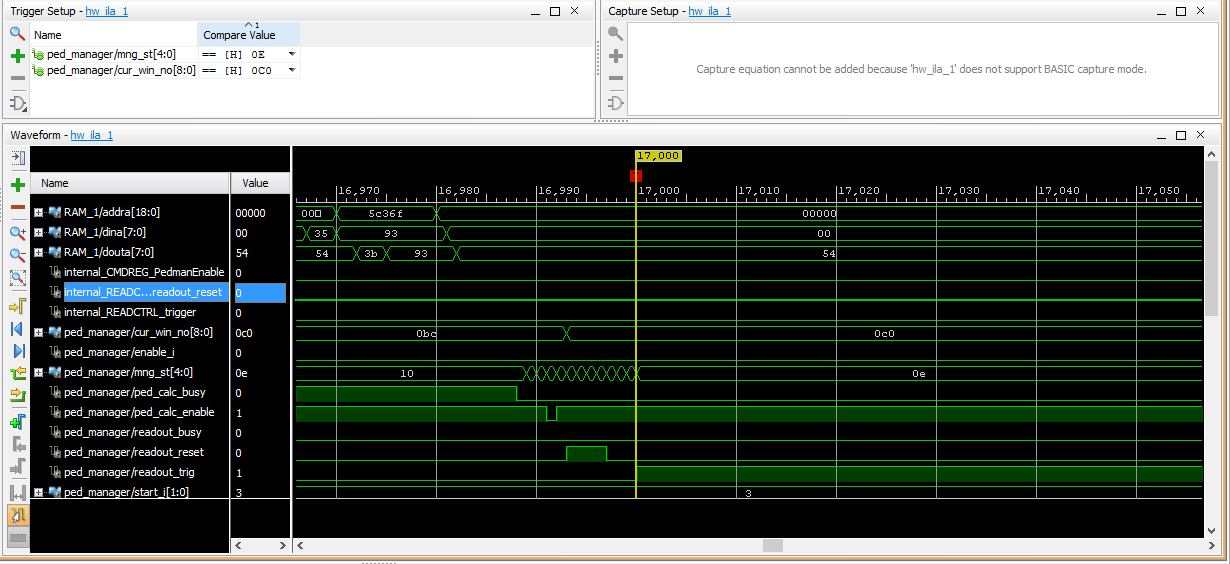 Trigger Setup - hw_ila_1
Name Compare Value 1
ped_manager/mng_st[4:0] == [H] 0E
ped_manager/cur_win_no[8:0] == [H] 0C0
Capture Setup - hw_ila_1
Capture equation cannot be added because 'hw_ila_1' does not support BASIC capture mode.
Waveform - hw_ila_1
17,000
Name Value 16,970 16,980 16,990 17,000 17,010 17,020 17,030 17,040 17,050
RAM_1/addra[18:0] 00000 00 5c36f 00000
RAM_1/dina[7:0] 00 35 93 00
RAM_1/douta[7:0] 54 54 3b 93 54
internal_CMDREG_PedmanEnable 0
internal_READC...readout_reset 0
internal_READCTRL_trigger 0
ped_manager/cur_win_no[8:0] 0c0 0bc 0c0
ped_manager/enable_i 0
ped_manager/mng_st[4:0] 0e 10 0e
ped_manager/ped_calc_busy 0
ped_manager/ped_calc_enable 1
ped_manager/readout_busy 0
ped_manager/readout_reset 0
ped_manager/readout_trig 1
ped_manager/start_i[1:0] 3 3